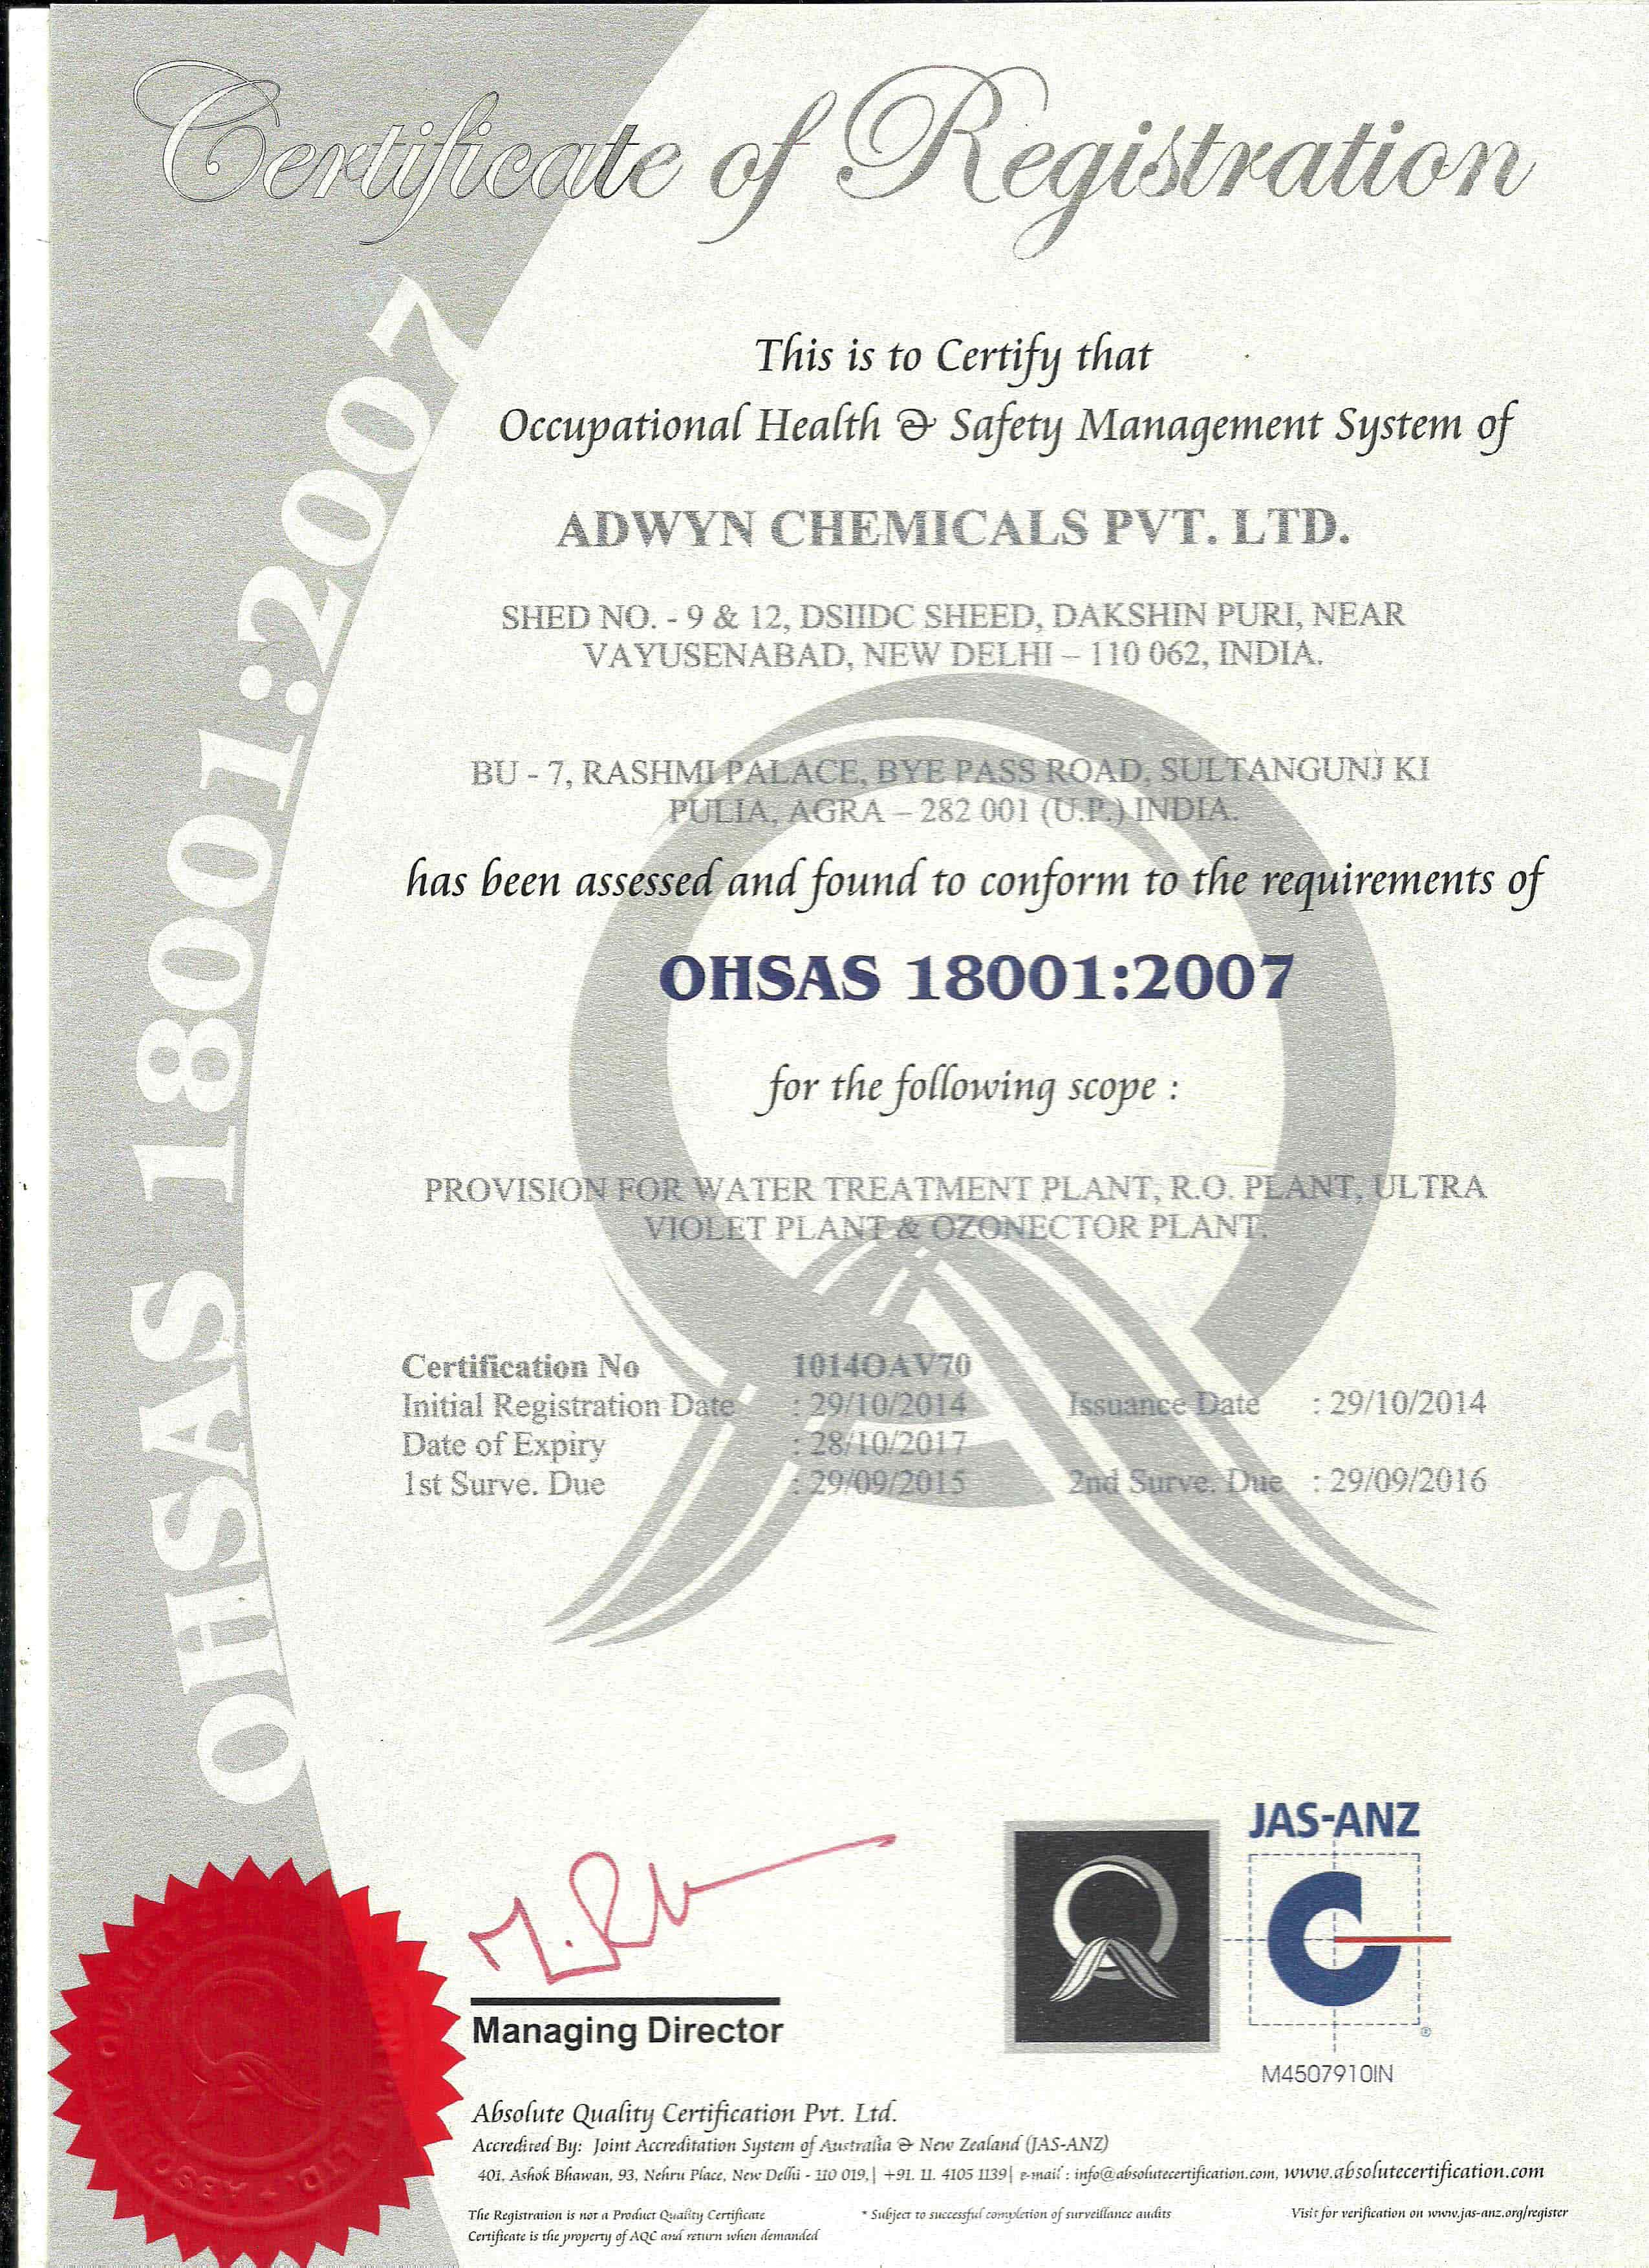 Certificate of Registration
OHSAS 18001:2007
This is to Certify that
Occupational Health & Safety Management System of
ADWYN CHEMICALS PVT. LTD.
SHED NO. - 9 & 12, DSIIDC SHEED, DAKSHIN PURI, NEAR
VAYUSENABAD, NEW DELHI – 110 062, INDIA.
BU - 7, RASHMI PALACE, BYE PASS ROAD, SULTANGUNJ KI
PULIA, AGRA – 282 001 (U.P.) INDIA.
has been assessed and found to conform to the requirements of
OHSAS 18001:2007
for the following scope :
PROVISION FOR WATER TREATMENT PLANT, R.O. PLANT, ULTRA
VIOLET PLANT & OZONECTOR PLANT.
Certification No 1014OAV70
Initial Registration Date : 29/10/2014 Issuance Date : 29/10/2014
Date of Expiry : 28/10/2017
1st Surve. Due : 29/09/2015 2nd Surve. Due : 29/09/2016
JAS-ANZ
®
M4507910IN
Managing Director
Absolute Quality Certification Pvt. Ltd.
Accredited By: Joint Accreditation System of Australia & New Zealand (JAS-ANZ)
401, Ashok Bhawan, 93, Nehru Place, New Delhi - 110 019, | +91. 11. 4105 1139 | e-mail : info@absolutecertification.com, www.absolutecertification.com
The Registration is not a Product Quality Certificate * Subject to successful completion of surveillance audits Visit for verification on www.jas-anz.org/register
Certificate is the property of AQC and return when demanded